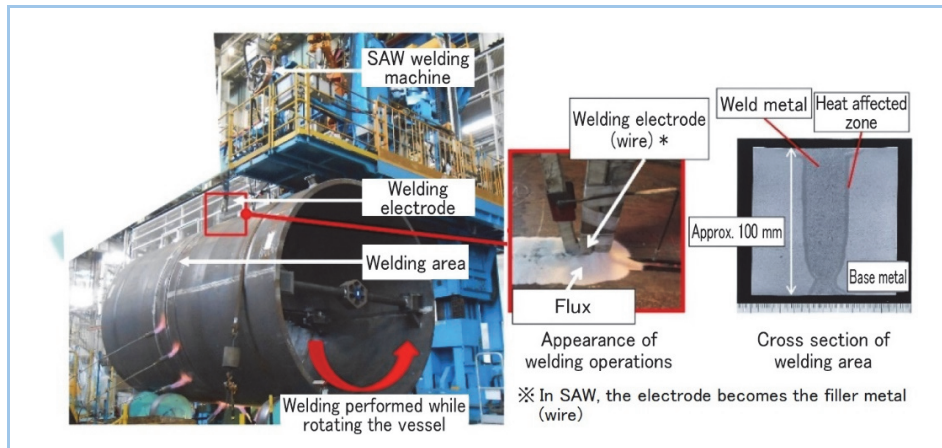 SAW welding
machine
Welding
electrode
Welding area
Welding performed while
rotating the vessel
Welding electrode
(wire) *
Flux
Appearance of
welding operations
Weld metal
Heat affected
zone
Approx. 100 mm
Base metal
Cross section of
welding area
※ In SAW, the electrode becomes the filler metal
(wire)